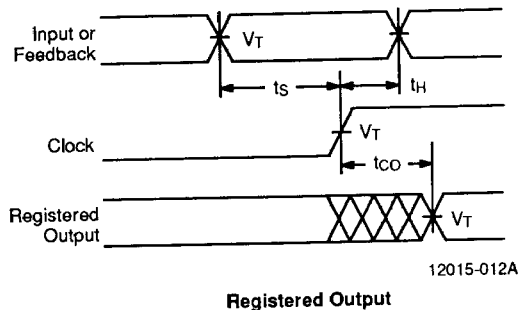 Input or
Feedback
VT
tS
tH
Clock
VT
tCO
Registered
Output
VT
12015-012A
Registered Output